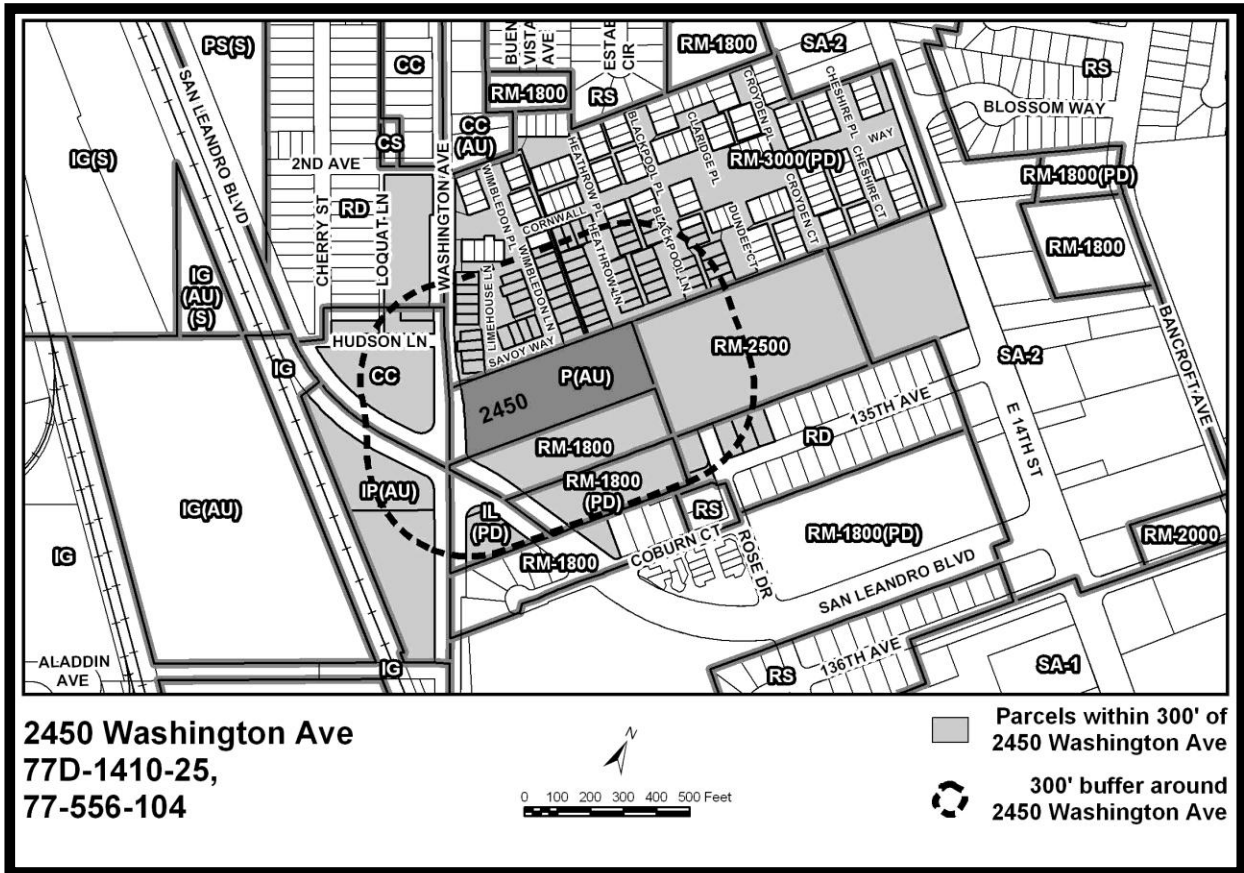 PS(S)
SAN LEANDRO BLVD
CC
BUEN
VISTA
AVE
ESTAB
CIR
RM-1800
SA-2
RS
BLOSSOM WAY
RM-1800
RS
CC
(AU)
CS
IG(S)
2ND AVE
CHERRY ST
RD
LOQUAT LN
WASHINGTON AVE
WIMBLEDON PL
HEATHROW PL
BLACKPOOL PL
CLARIDGE PL
CROYDEN PL
CHESHIRE PL
WAY
RM-3000(PD)
CORNWALL
CROYDEN CT
CHESHIRE CT
DUNDEE CT
BLACKPOOL LN
HEATHROW LN
WIMBLEDON LN
LIMEHOUSE LN
SAVOY WAY
RM-1800(PD)
RM-1800
BANCROFT AVE
IG
(AU)
(S)
HUDSON LN
IG
CC
RM-2500
SA-2
P(AU)
2450
E 14TH ST
135TH AVE
RD
RM-1800
RM-1800
(PD)
IP(AU)
IG(AU)
IG
IL
(PD)
RS
RM-1800
COBURN CT
ROSE DR
RM-1800(PD)
RM-2000
SAN LEANDRO BLVD
136TH AVE
RS
SA-1
ALADDIN
AVE
IG
2450 Washington Ave
77D-1410-25,
77-556-104
N
0 100 200 300 400 500 Feet
Parcels within 300' of
2450 Washington Ave
300' buffer around
2450 Washington Ave